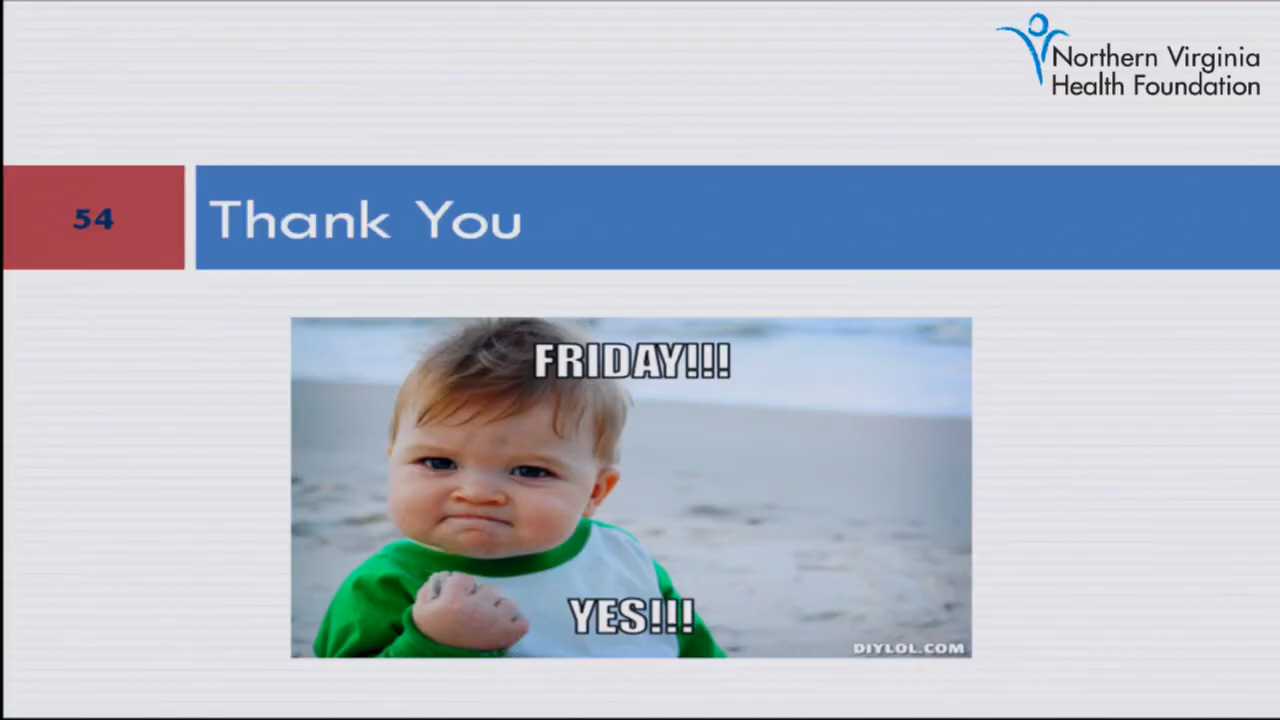 Northern Virginia
Health Foundation
54
Thank You
FRIDAY!!!
YES!!!
DIYLOL.COM